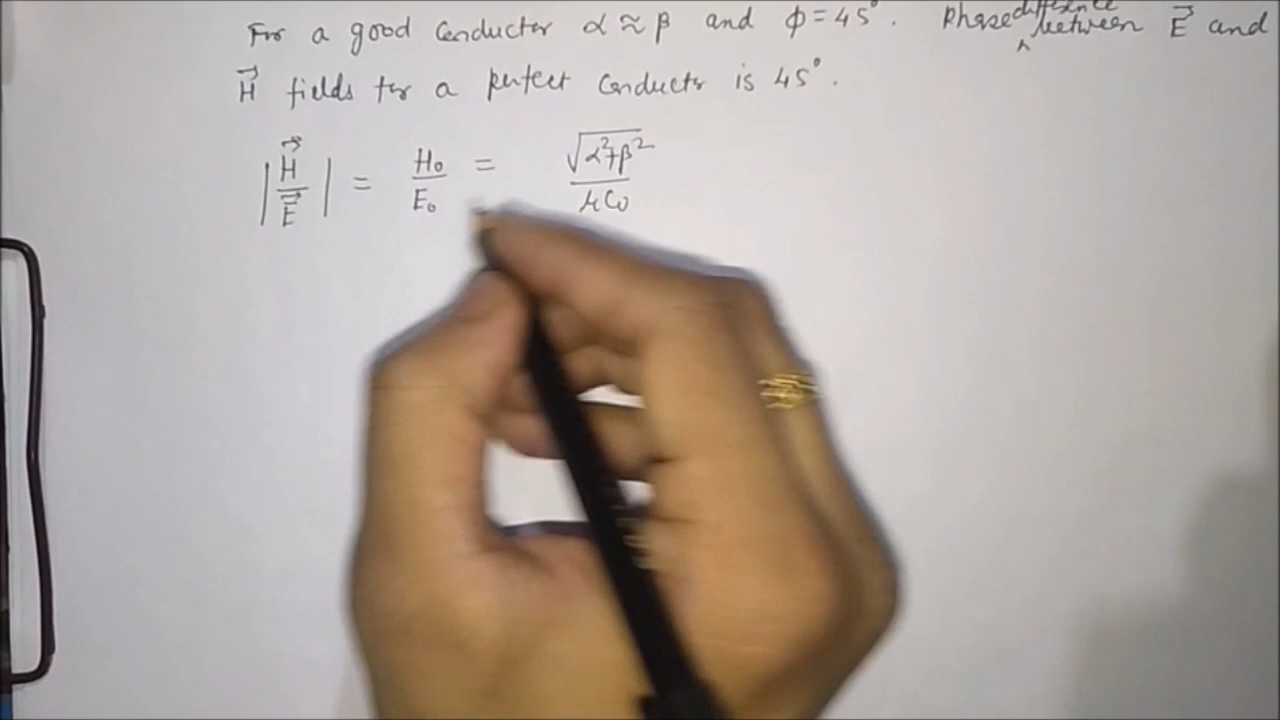 For a good conductor α ≈ β and ϕ = 45°. Phase difference between E⃗ and
H⃗ fields for a perfect conductor is 45°.
|H⃗/E⃗| = H₀/E₀ = √(α²+β²)/μω